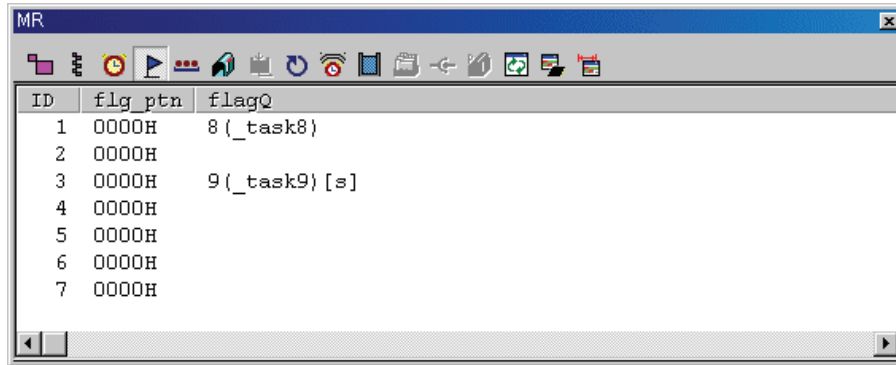 MR
ID flg_ptn flagQ
1 0000H 8(_task8)
2 0000H
3 0000H 9(_task9)[s]
4 0000H
5 0000H
6 0000H
7 0000H